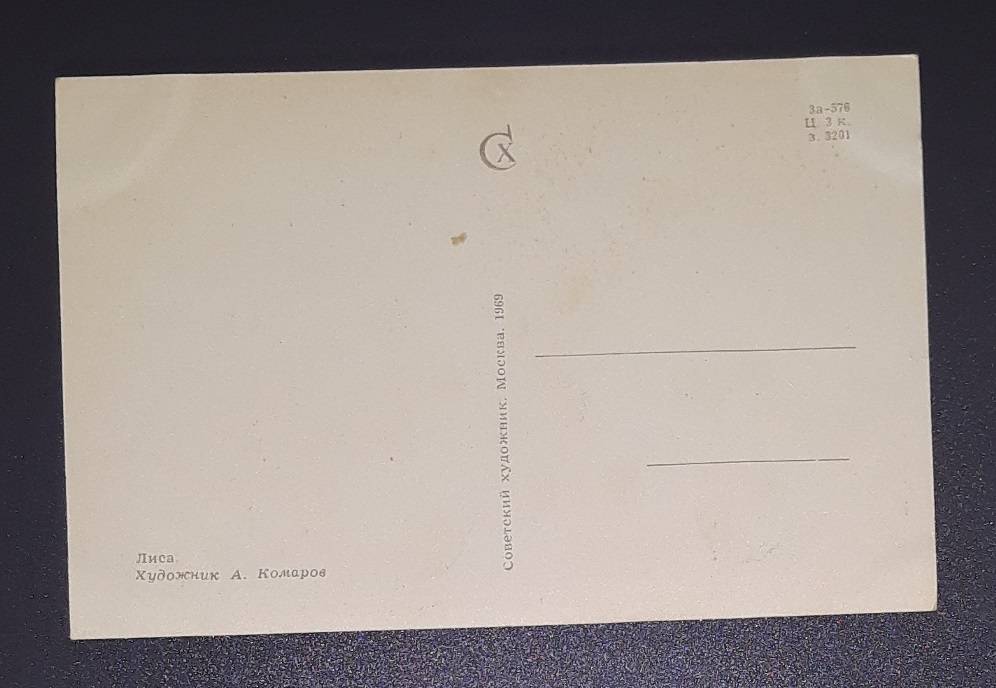 За-576
Ц 3 к.
з. 3201
СХ
Советский художник. Москва. 1969
Лиса
Художник А. Комаров